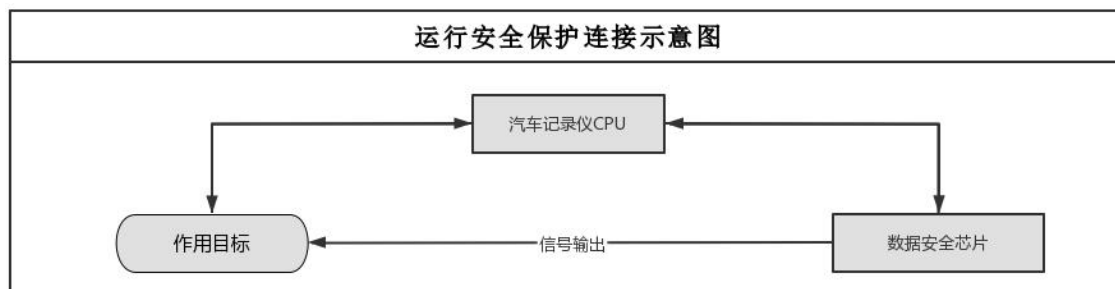 运行安全保护连接示意图
汽车记录仪CPU
作用目标
信号输出
数据安全芯片